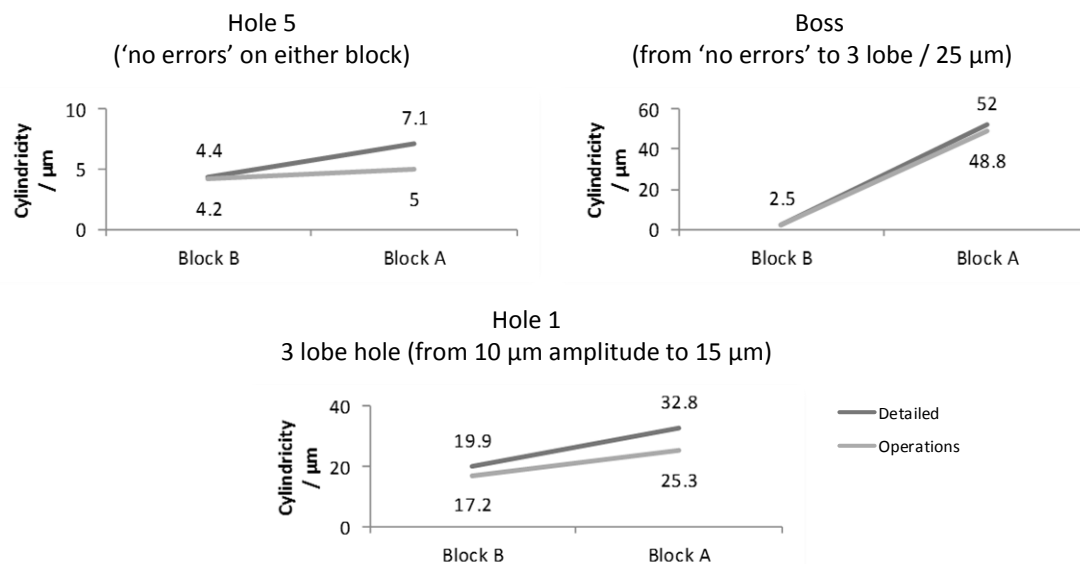 Hole 5
(‘no errors’ on either block)
Cylindricity
/ µm
10
5
0
4.4
4.2
7.1
5
Block B
Block A
Boss
(from ‘no errors’ to 3 lobe / 25 µm)
Cylindricity
/ µm
60
40
20
0
2.5
52
48.8
Block B
Block A
Hole 1
3 lobe hole (from 10 µm amplitude to 15 µm)
Cylindricity
/ µm
40
20
0
19.9
17.2
32.8
25.3
Block B
Block A
Detailed
Operations